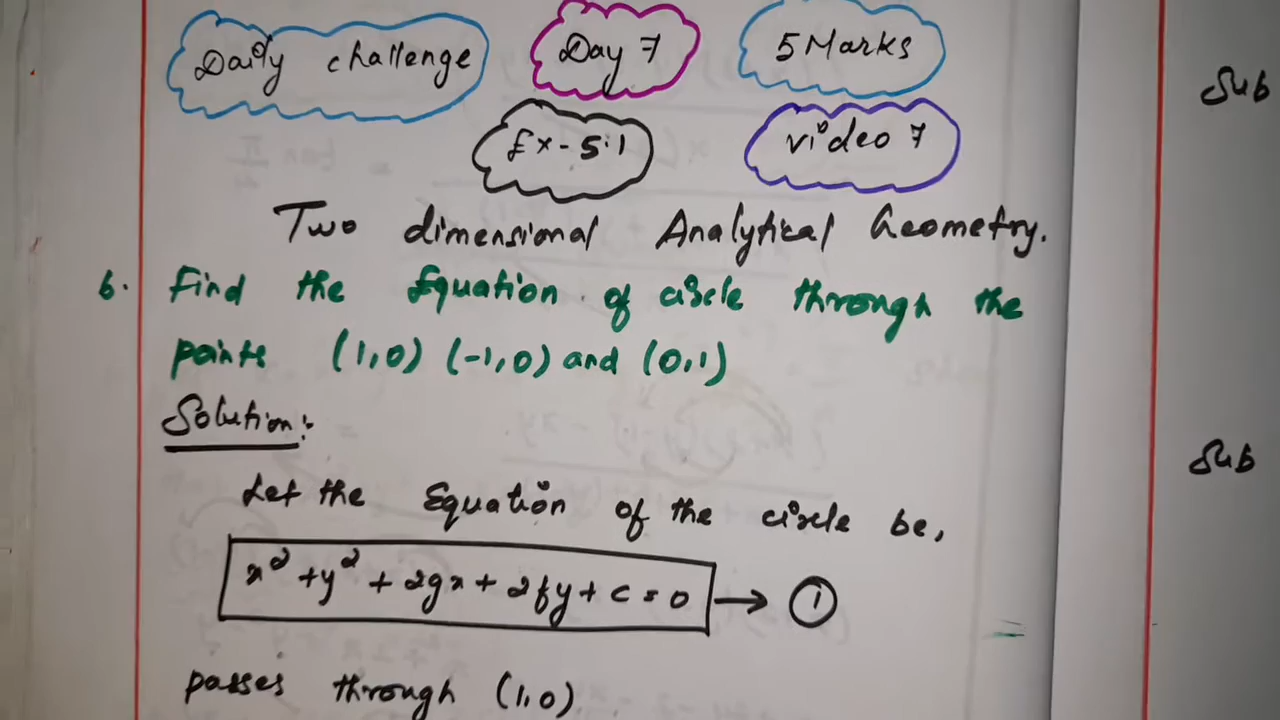 Daily challenge
Day 7
5 Marks
Ex - 5.1
video 7
Two dimensional Analytical Geometry.
6. Find the Equation of circle through the
points (1,0) (-1,0) and (0,1)
Solution:
Let the Equation of the circle be,
x² + y² + 2gx + 2fy + c = 0 → ①
passes through (1,0)
Sub
Sub